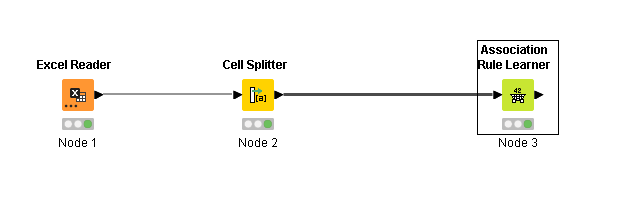 Excel Reader
Node 1
Cell Splitter
[a]
Node 2
Association
Rule Learner
Node 3